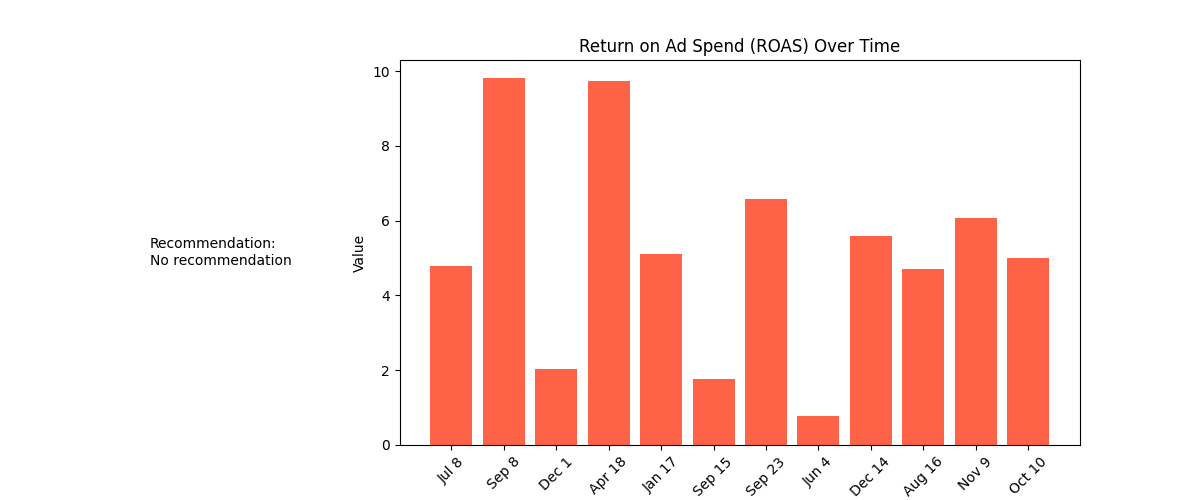 Return on Ad Spend (ROAS) Over Time
Recommendation:
No recommendation
Value
10
8
6
4
2
0
Jul 8
Sep 8
Dec 1
Apr 18
Jan 17
Sep 15
Sep 23
Jun 4
Dec 14
Aug 16
Nov 9
Oct 10